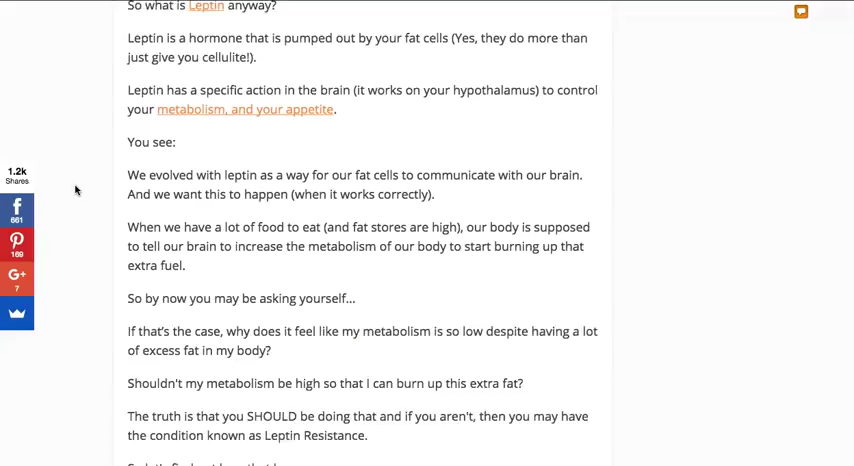 So what is Leptin anyway?
Leptin is a hormone that is pumped out by your fat cells (Yes, they do more than
just give you cellulite!).
Leptin has a specific action in the brain (it works on your hypothalamus) to control
your metabolism, and your appetite.
You see:
We evolved with leptin as a way for our fat cells to communicate with our brain.
And we want this to happen (when it works correctly).
When we have a lot of food to eat (and fat stores are high), our body is supposed
to tell our brain to increase the metabolism of our body to start burning up that
extra fuel.
So by now you may be asking yourself...
If that's the case, why does it feel like my metabolism is so low despite having a lot
of excess fat in my body?
Shouldn't my metabolism be high so that I can burn up this extra fat?
The truth is that you SHOULD be doing that and if you aren't, then you may have
the condition known as Leptin Resistance.
1.2k
Shares
661
169
G+
7